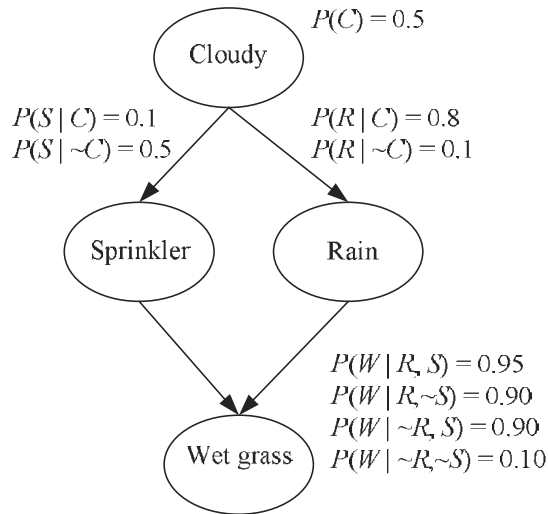 P(C) = 0.5
Cloudy
P(S | C) = 0.1
P(S | ~C) = 0.5
P(R | C) = 0.8
P(R | ~C) = 0.1
Sprinkler
Rain
P(W | R, S) = 0.95
P(W | R,~S) = 0.90
P(W | ~R, S) = 0.90
P(W | ~R,~S) = 0.10
Wet grass